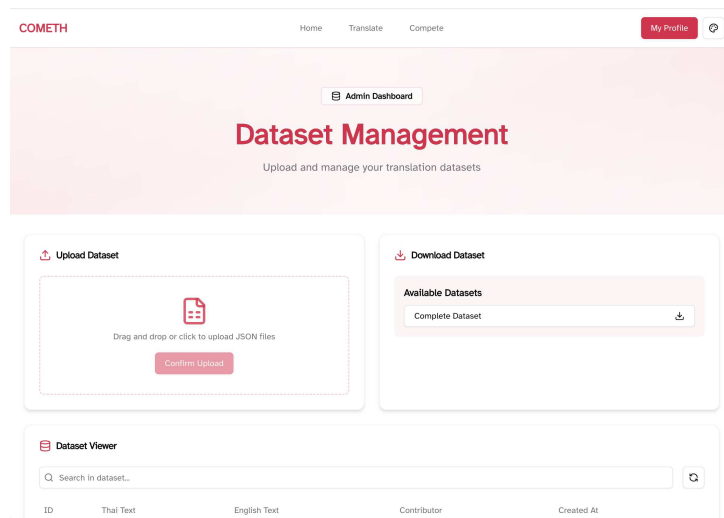 COMETH
Home Translate Compete
My Profile
Admin Dashboard
Dataset Management
Upload and manage your translation datasets
Upload Dataset
Drag and drop or click to upload JSON files
Confirm Upload
Download Dataset
Available Datasets
Complete Dataset
Dataset Viewer
Search in dataset...
ID Thai Text English Text Contributor Created At